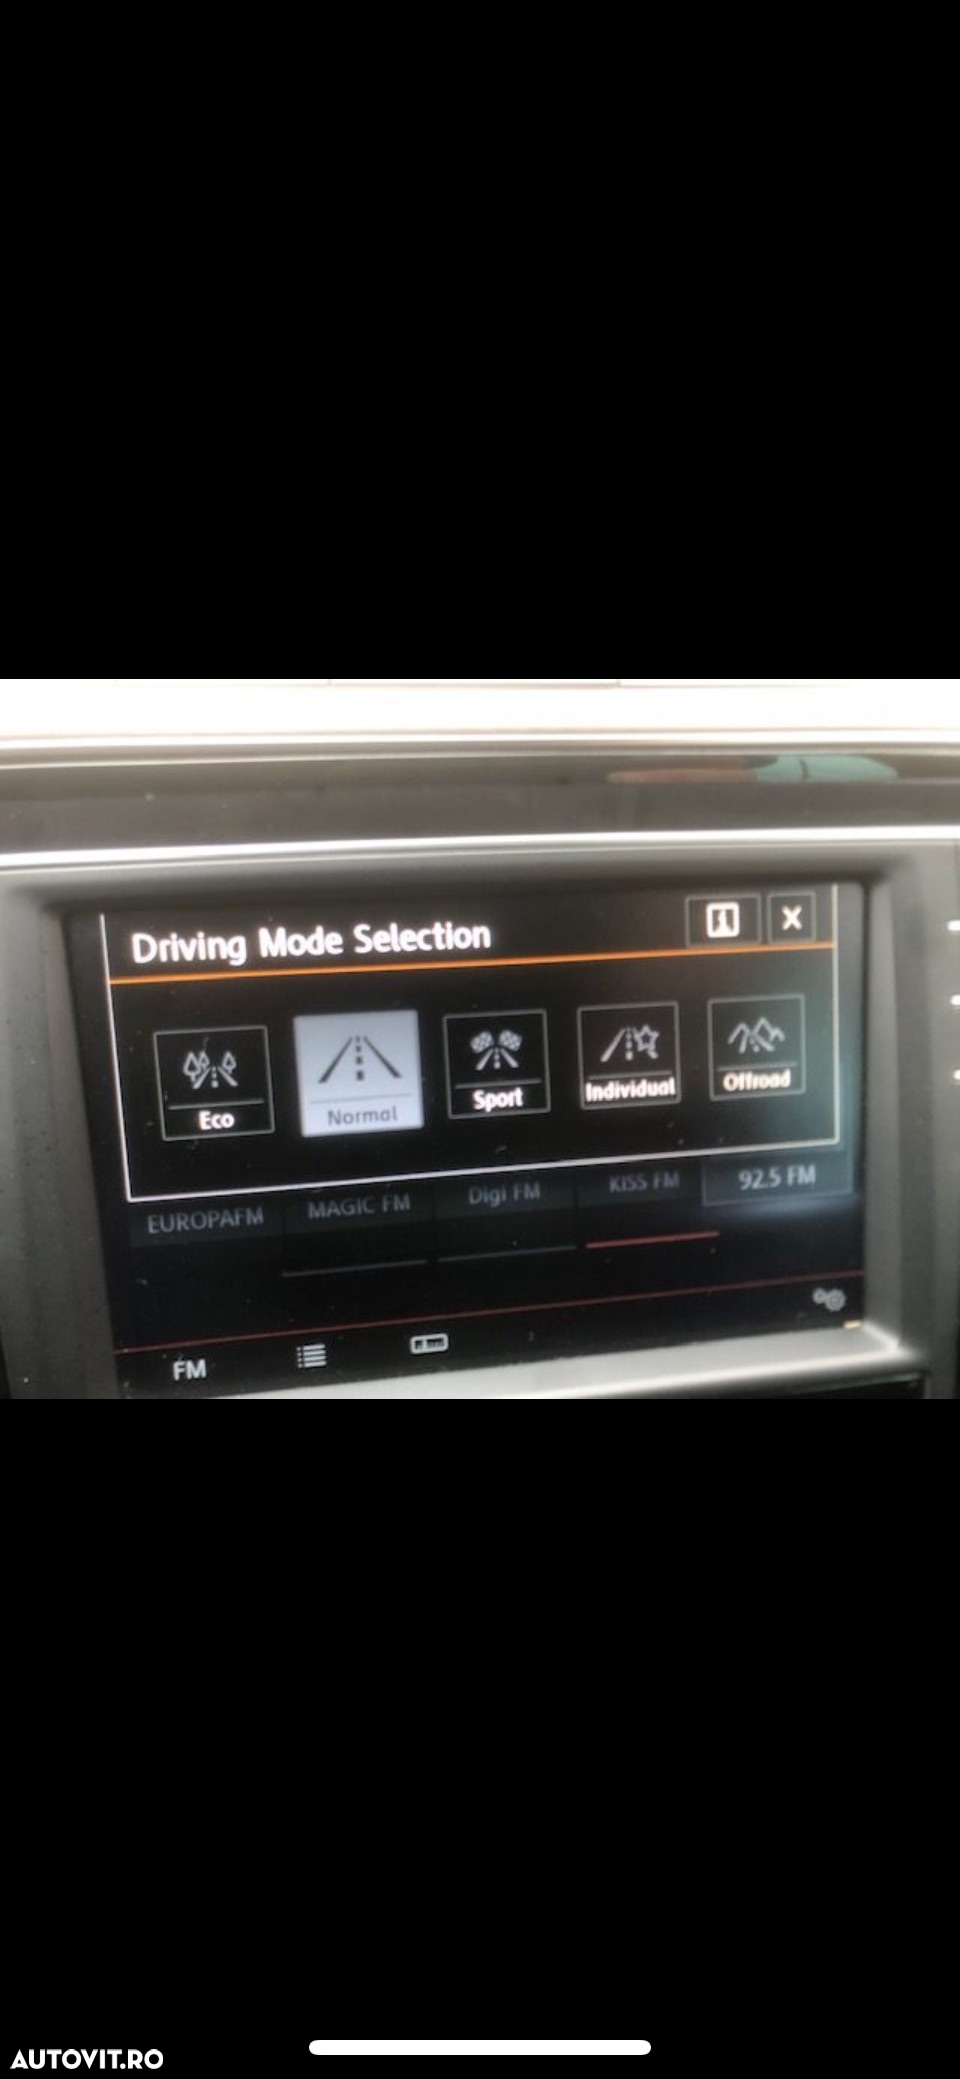 Driving Mode Selection
Eco
Normal
Sport
Individual
Offroad
EUROPAFM
MAGIC FM
Digi FM
KISS FM
92.5 FM
FM
AUTOVIT.RO